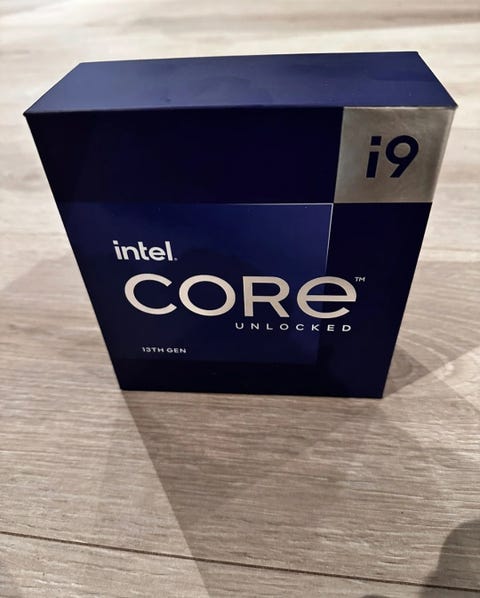 i9
intel.
CORe™
UNLOCKED
13TH GEN